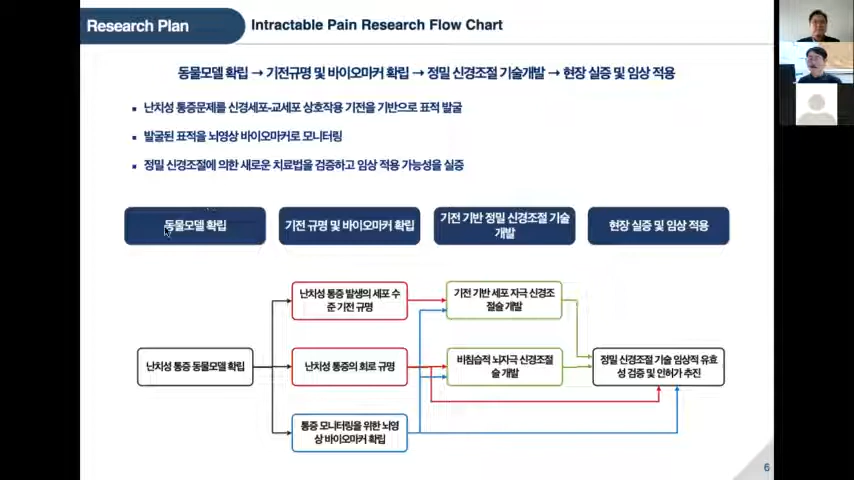 Research Plan
Intractable Pain Research Flow Chart
동물모델 확립 → 기전규명 및 바이오마커 확립 → 정밀 신경조절 기술개발 → 현장 실증 및 임상 적용
▪ 난치성 통증문제를 신경세포-교세포 상호작용 기전을 기반으로 표적 발굴
▪ 발굴된 표적을 뇌영상 바이오마커로 모니터링
▪ 정밀 신경조절에 의한 새로운 치료법을 검증하고 임상 적용 가능성을 실증
동물모델 확립
기전 규명 및 바이오마커 확립
기전 기반 정밀 신경조절 기술
개발
현장 실증 및 임상 적용
난치성 통증 발생의 세포 수
준 기전 규명
기전 기반 세포 자극 신경조
절술 개발
난치성 통증 동물모델 확립
난치성 통증의 회로 규명
비침습적 뇌자극 신경조절
술 개발
정밀 신경조절 기술 임상적 유효
성 검증 및 인허가 추진
통증 모니터링을 위한 뇌영
상 바이오마커 확립
6